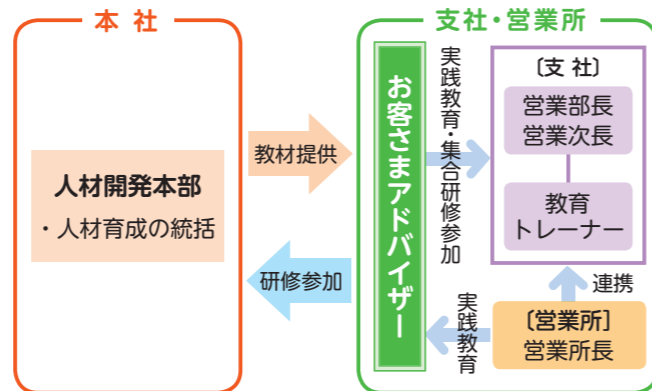 本 社
人材開発本部
・人材育成の統括
教材提供
研修参加
支社・営業所
お客さまアドバイザー
実践教育・集合研修参加
〔支 社〕
営業部長
営業次長
教育
トレーナー
連携
実践教育
〔営業所〕
営業所長